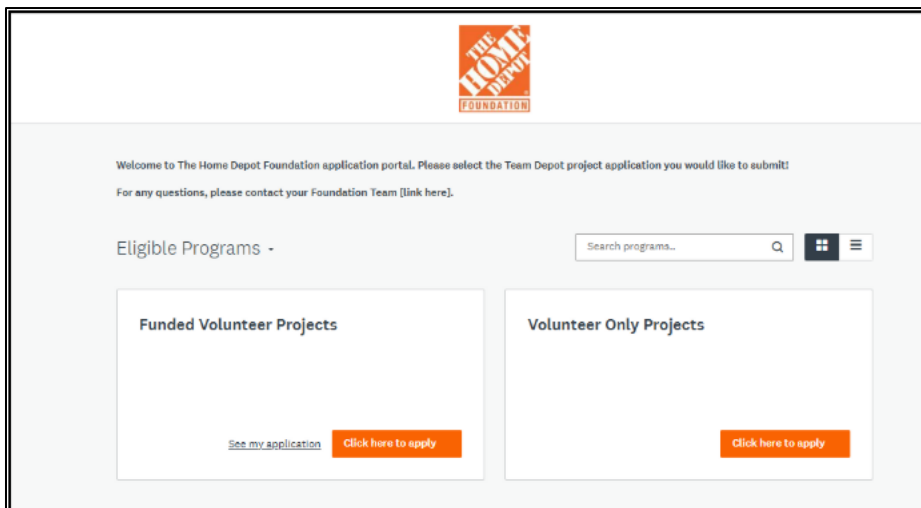 THE
HOME
DEPOT
FOUNDATION
Welcome to The Home Depot Foundation application portal. Please select the Team Depot project application you would like to submit!
For any questions, please contact your Foundation Team [link here].
Eligible Programs
Search programs..
Funded Volunteer Projects
Volunteer Only Projects
See my application
Click here to apply
Click here to apply